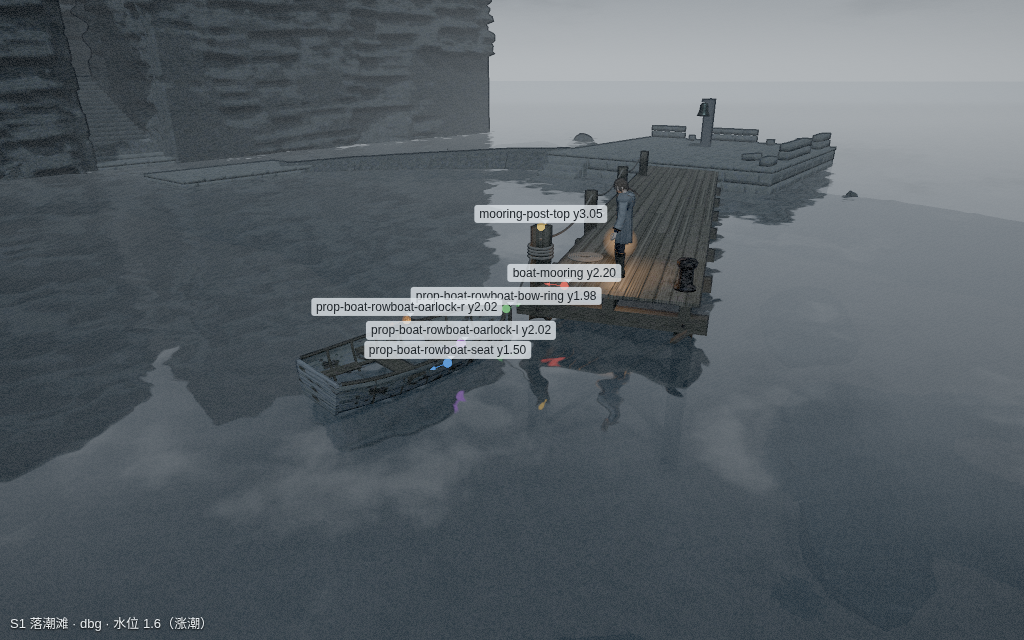 mooring-post-top y3.05
boat-mooring y2.20
prop-boat-rowboat-bow-ring y1.98
prop-boat-rowboat-oarlock-r y2.02
prop-boat-rowboat-oarlock-l y2.02
prop-boat-rowboat-seat y1.50
S1 落潮滩 · dbg · 水位 1.6（涨潮）